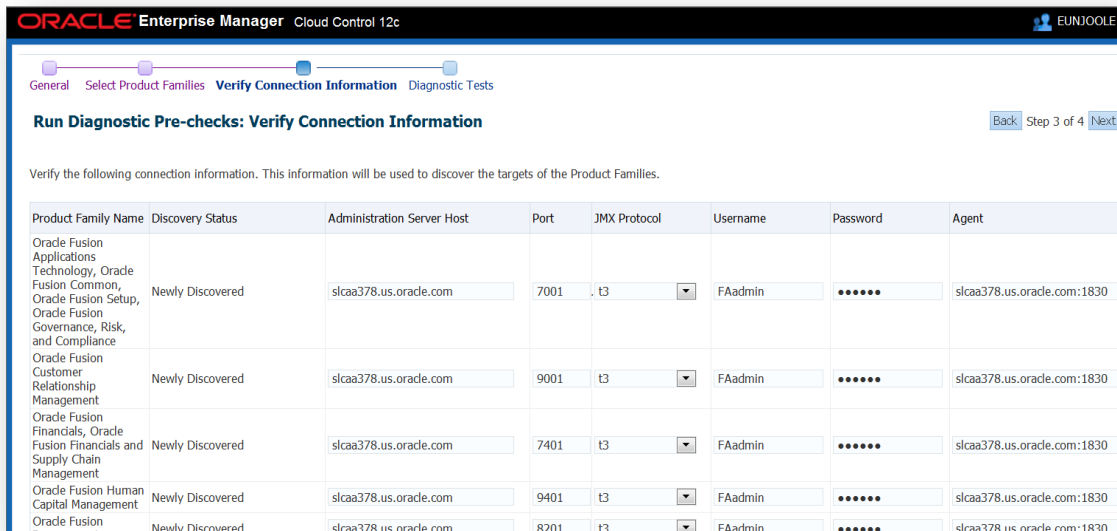 ORACLE Enterprise Manager Cloud Control 12c
EUNJOOLE
General Select Product Families Verify Connection Information Diagnostic Tests
Run Diagnostic Pre-checks: Verify Connection Information
Back Step 3 of 4 Next
Verify the following connection information. This information will be used to discover the targets of the Product Families.
Product Family Name Discovery Status Administration Server Host Port JMX Protocol Username Password Agent
Oracle Fusion
Applications
Technology, Oracle
Fusion Common,
Oracle Fusion Setup,
Oracle Fusion
Governance, Risk,
and Compliance
Newly Discovered slcaa378.us.oracle.com 7001 . t3 FAadmin ●●●●●● slcaa378.us.oracle.com:1830
Oracle Fusion
Customer
Relationship
Management
Newly Discovered slcaa378.us.oracle.com 9001 t3 FAadmin ●●●●●● slcaa378.us.oracle.com:1830
Oracle Fusion
Financials, Oracle
Fusion Financials and
Supply Chain
Management
Newly Discovered slcaa378.us.oracle.com 7401 t3 FAadmin ●●●●●● slcaa378.us.oracle.com:1830
Oracle Fusion Human
Capital Management
Newly Discovered slcaa378.us.oracle.com 9401 t3 FAadmin ●●●●●● slcaa378.us.oracle.com:1830
Oracle Fusion
Newly Discovered slcaa378.us.oracle.com 8201 t3 FAadmin ●●●●●● slcaa378.us.oracle.com:1830